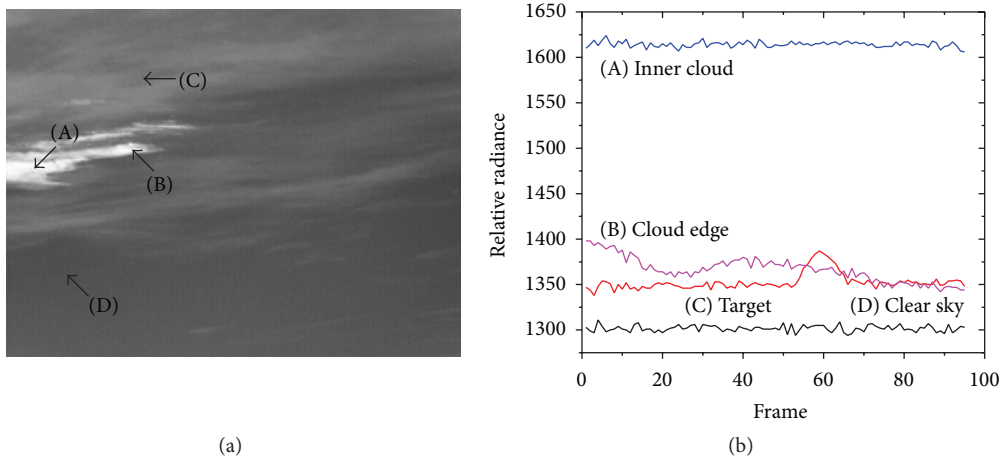 (C)
(A)
(B)
(D)
(a)
1650
1600
1550
1500
1450
1400
1350
1300
Relative radiance
(A) Inner cloud
(B) Cloud edge
(C) Target
(D) Clear sky
0
20
40
60
80
100
Frame
(b)